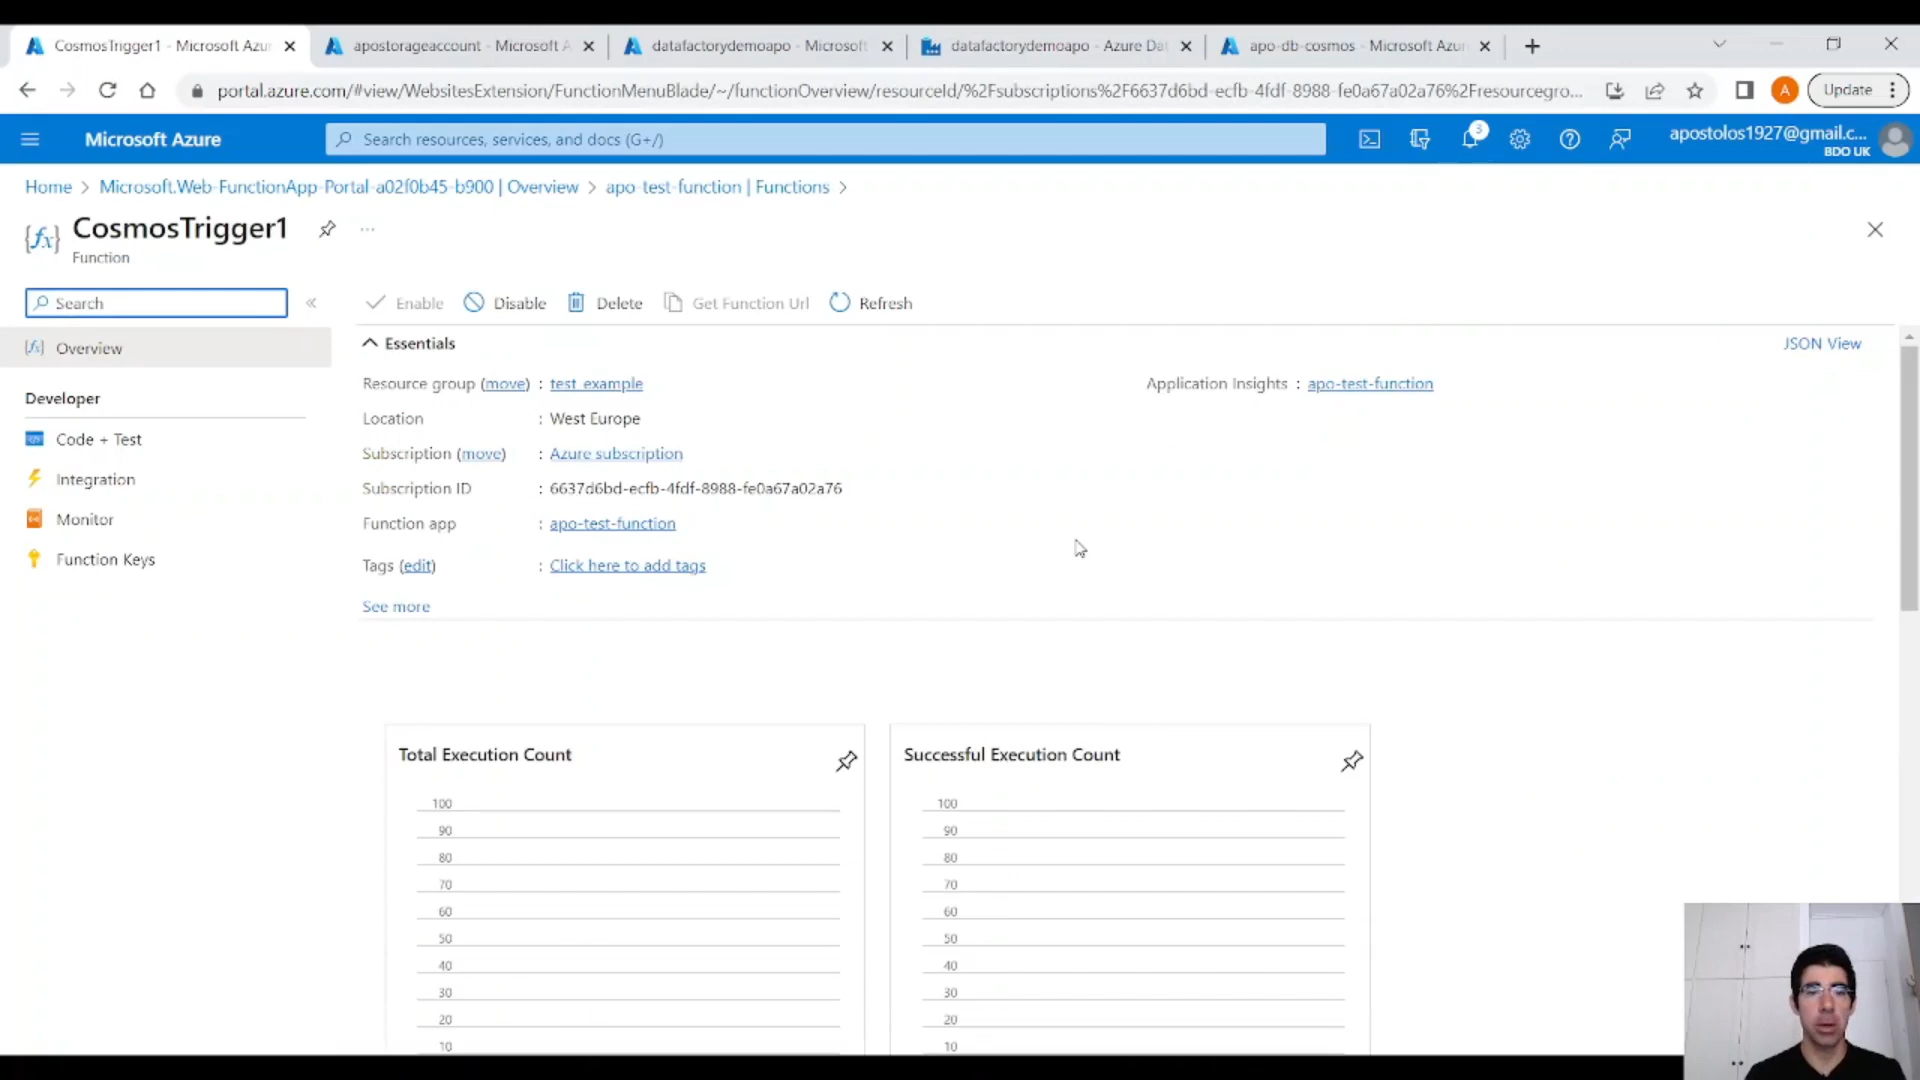 CosmosTrigger1 - Microsoft Azu
apostorageaccount - Microsoft A
datafactorydemoapo - Microsoft
datafactorydemoapo - Azure Dat
apo-db-cosmos - Microsoft Azur
portal.azure.com/#view/WebsitesExtension/FunctionMenuBlade/~/functionOverview/resourceId/%2Fsubscriptions%2F6637d6bd-ecfb-4fdf-8988-fe0a67a02a76%2Fresourcegro...
A
Update
Microsoft Azure
Search resources, services, and docs (G+/)
3
apostolos1927@gmail.c...
BDO UK
Home > Microsoft.Web-FunctionApp-Portal-a02f0b45-b900 | Overview > apo-test-function | Functions >
CosmosTrigger1
Function
Search
Enable Disable Delete Get Function Url Refresh
Overview
Developer
Code + Test
Integration
Monitor
Function Keys
Essentials
JSON View
Resource group (move) : test_example
Application Insights : apo-test-function
Location : West Europe
Subscription (move) : Azure subscription
Subscription ID : 6637d6bd-ecfb-4fdf-8988-fe0a67a02a76
Function app : apo-test-function
Tags (edit) : Click here to add tags
See more
Total Execution Count
100
90
80
70
60
50
40
30
20
10
Successful Execution Count
100
90
80
70
60
50
40
30
20
10